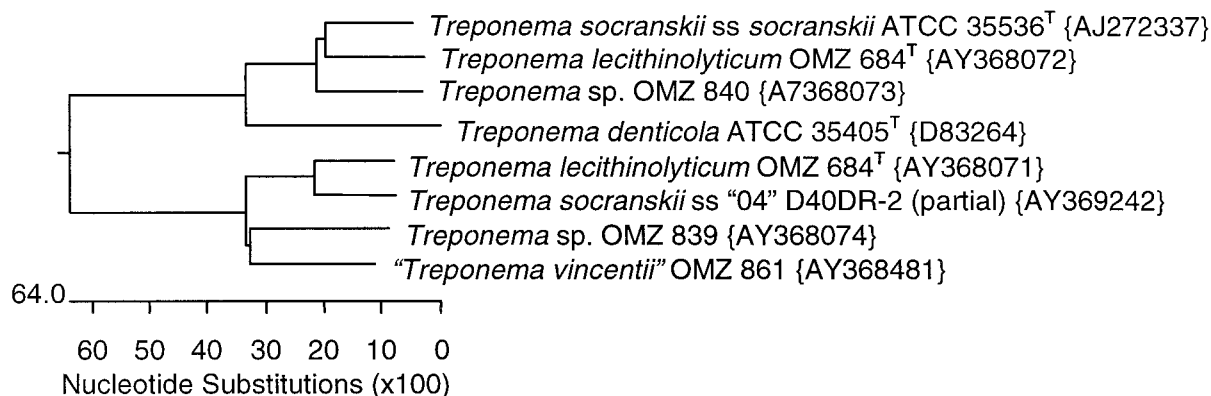 Treponema socranskii ss socranskii ATCC 35536ᵀ {AJ272337}
Treponema lecithinolyticum OMZ 684ᵀ {AY368072}
Treponema sp. OMZ 840 {A7368073}
Treponema denticola ATCC 35405ᵀ {D83264}
Treponema lecithinolyticum OMZ 684ᵀ {AY368071}
Treponema socranskii ss “04” D40DR-2 (partial) {AY369242}
Treponema sp. OMZ 839 {AY368074}
“Treponema vincentii” OMZ 861 {AY368481}
64.0
60 50 40 30 20 10 0
Nucleotide Substitutions (x100)